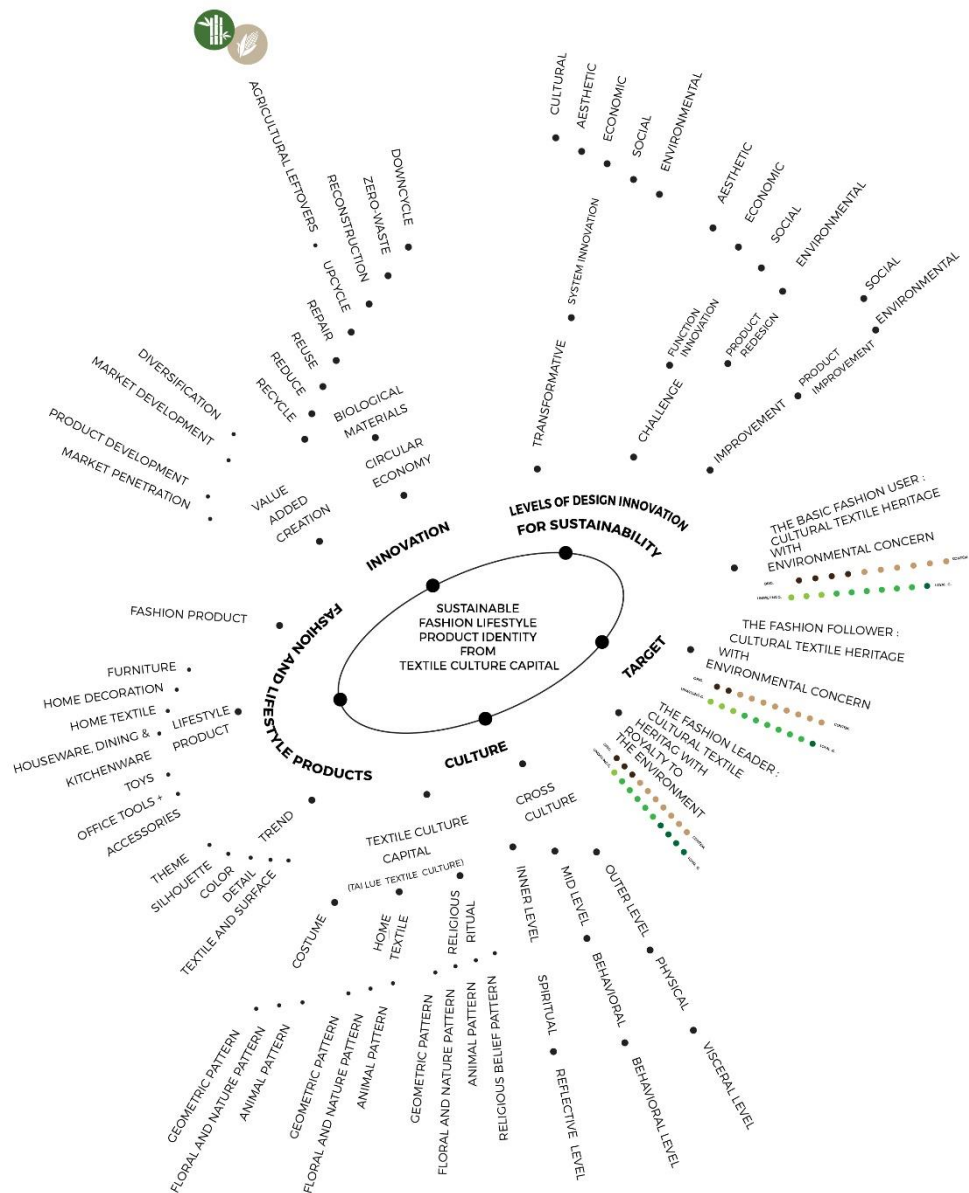 SUSTAINABLE
FASHION LIFESTYLE
PRODUCT IDENTITY
FROM
TEXTILE CULTURE CAPITAL
INNOVATION
CIRCULAR
ECONOMY
BIOLOGICAL
MATERIALS
AGRICULTURAL LEFTOVERS
RECYCLE
REDUCE
REUSE
REPAIR
UPCYCLE
RECONSTRUCTION
ZERO-WASTE
DOWNCYCLE
VALUE
ADDED
CREATION
DIVERSIFICATION
MARKET DEVELOPMENT
PRODUCT DEVELOPMENT
MARKET PENETRATION
LEVELS OF DESIGN INNOVATION
FOR SUSTAINABILITY
TRANSFORMATIVE
SYSTEM INNOVATION
CULTURAL
AESTHETIC
ECONOMIC
SOCIAL
ENVIRONMENTAL
CHALLENGE
FUNCTION
INNOVATION
PRODUCT
REDESIGN
AESTHETIC
ECONOMIC
SOCIAL
ENVIRONMENTAL
IMPROVEMENT
PRODUCT
IMPROVEMENT
SOCIAL
ENVIRONMENTAL
TARGET
THE BASIC FASHION USER :
CULTURAL TEXTILE HERITAGE
WITH
ENVIRONMENTAL CONCERN
THE FASHION FOLLOWER :
CULTURAL TEXTILE HERITAGE
WITH
ENVIRONMENTAL CONCERN
THE FASHION LEADER :
CULTURAL TEXTILE
HERITAG WITH
ROYALTY TO
THE ENVIRONMENT
CULTURE
CROSS
CULTURE
INNER LEVEL
SPIRITUAL
REFLECTIVE LEVEL
MID LEVEL
BEHAVIORAL
BEHAVIORAL LEVEL
OUTER LEVEL
PHYSICAL
VISCERAL LEVEL
TEXTILE CULTURE
CAPITAL
(TAI LUE TEXTILE CULTURE)
COSTUME
GEOMETRIC PATTERN
FLORAL AND NATURE PATTERN
ANIMAL PATTERN
HOME
TEXTILE
GEOMETRIC PATTERN
FLORAL AND NATURE PATTERN
ANIMAL PATTERN
RELIGIOUS
RITUAL
GEOMETRIC PATTERN
FLORAL AND NATURE PATTERN
ANIMAL PATTERN
RELIGIOUS BELIEF PATTERN
FASHION AND LIFESTYLE PRODUCTS
FASHION PRODUCT
LIFESTYLE
PRODUCT
FURNITURE
HOME DECORATION
HOME TEXTILE
HOUSEWARE, DINING &
KITCHENWARE
TOYS
OFFICE TOOLS +
ACCESSORIES
TREND
THEME
SILHOUETTE
COLOR
DETAIL
TEXTILE AND SURFACE